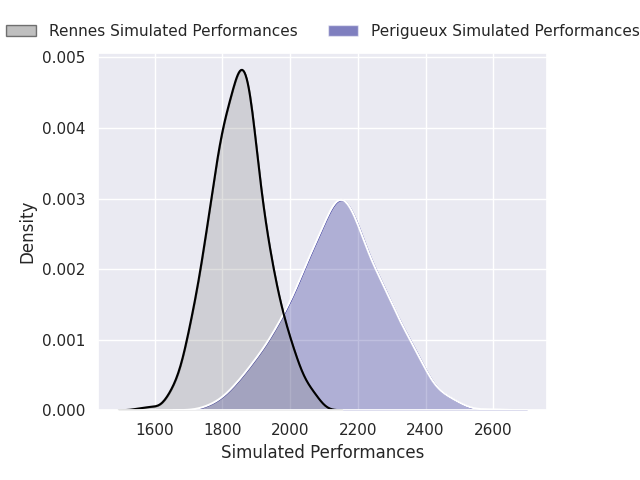 Rennes Simulated Performances
Perigueux Simulated Performances
0.005
0.004
0.003
0.002
0.001
0.000
Density
1600 1800 2000 2200 2400 2600
Simulated Performances